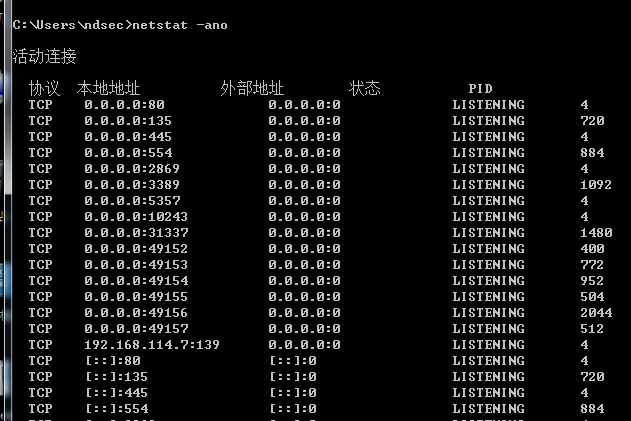 C:\Users\ndsec>netstat -ano
活动连接
协议 本地地址 外部地址 状态 PID
TCP 0.0.0.0:80 0.0.0.0:0 LISTENING 4
TCP 0.0.0.0:135 0.0.0.0:0 LISTENING 720
TCP 0.0.0.0:445 0.0.0.0:0 LISTENING 4
TCP 0.0.0.0:554 0.0.0.0:0 LISTENING 884
TCP 0.0.0.0:2869 0.0.0.0:0 LISTENING 4
TCP 0.0.0.0:3389 0.0.0.0:0 LISTENING 1092
TCP 0.0.0.0:5357 0.0.0.0:0 LISTENING 4
TCP 0.0.0.0:10243 0.0.0.0:0 LISTENING 4
TCP 0.0.0.0:31337 0.0.0.0:0 LISTENING 1480
TCP 0.0.0.0:49152 0.0.0.0:0 LISTENING 400
TCP 0.0.0.0:49153 0.0.0.0:0 LISTENING 772
TCP 0.0.0.0:49154 0.0.0.0:0 LISTENING 952
TCP 0.0.0.0:49155 0.0.0.0:0 LISTENING 504
TCP 0.0.0.0:49156 0.0.0.0:0 LISTENING 2044
TCP 0.0.0.0:49157 0.0.0.0:0 LISTENING 512
TCP 192.168.114.7:139 0.0.0.0:0 LISTENING 4
TCP [::]:80 [::]:0 LISTENING 4
TCP [::]:135 [::]:0 LISTENING 720
TCP [::]:445 [::]:0 LISTENING 4
TCP [::]:554 [::]:0 LISTENING 884